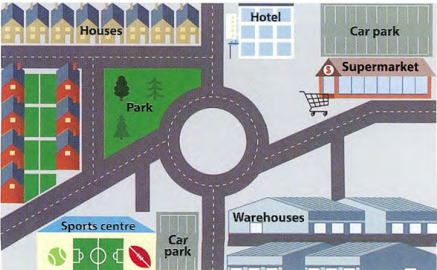 Houses
Hotel
Car park
$
Supermarket
Park
Sports centre
Car
park
Warehouses